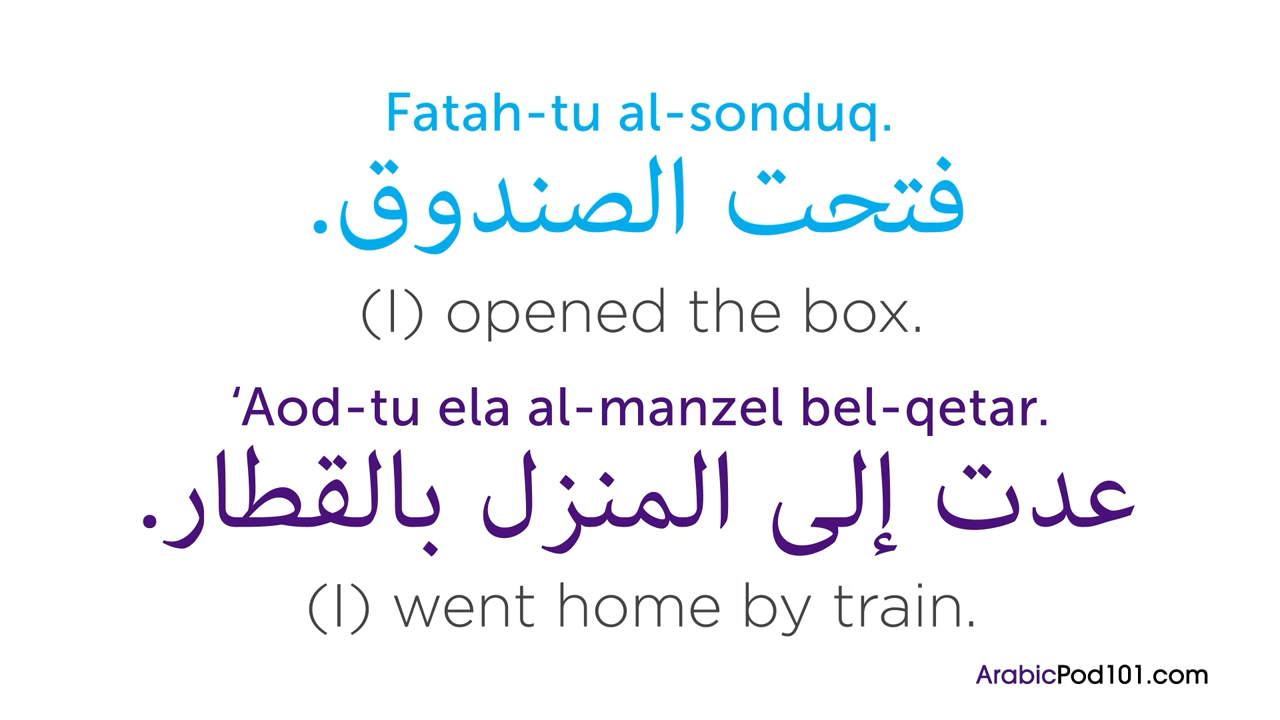 Fatah-tu al-sonduq.
فتحت الصندوق.
(I) opened the box.
‘Aod-tu ela al-manzel bel-qetar.
عدت إلى المنزل بالقطار.
(I) went home by train.
ArabicPod101.com